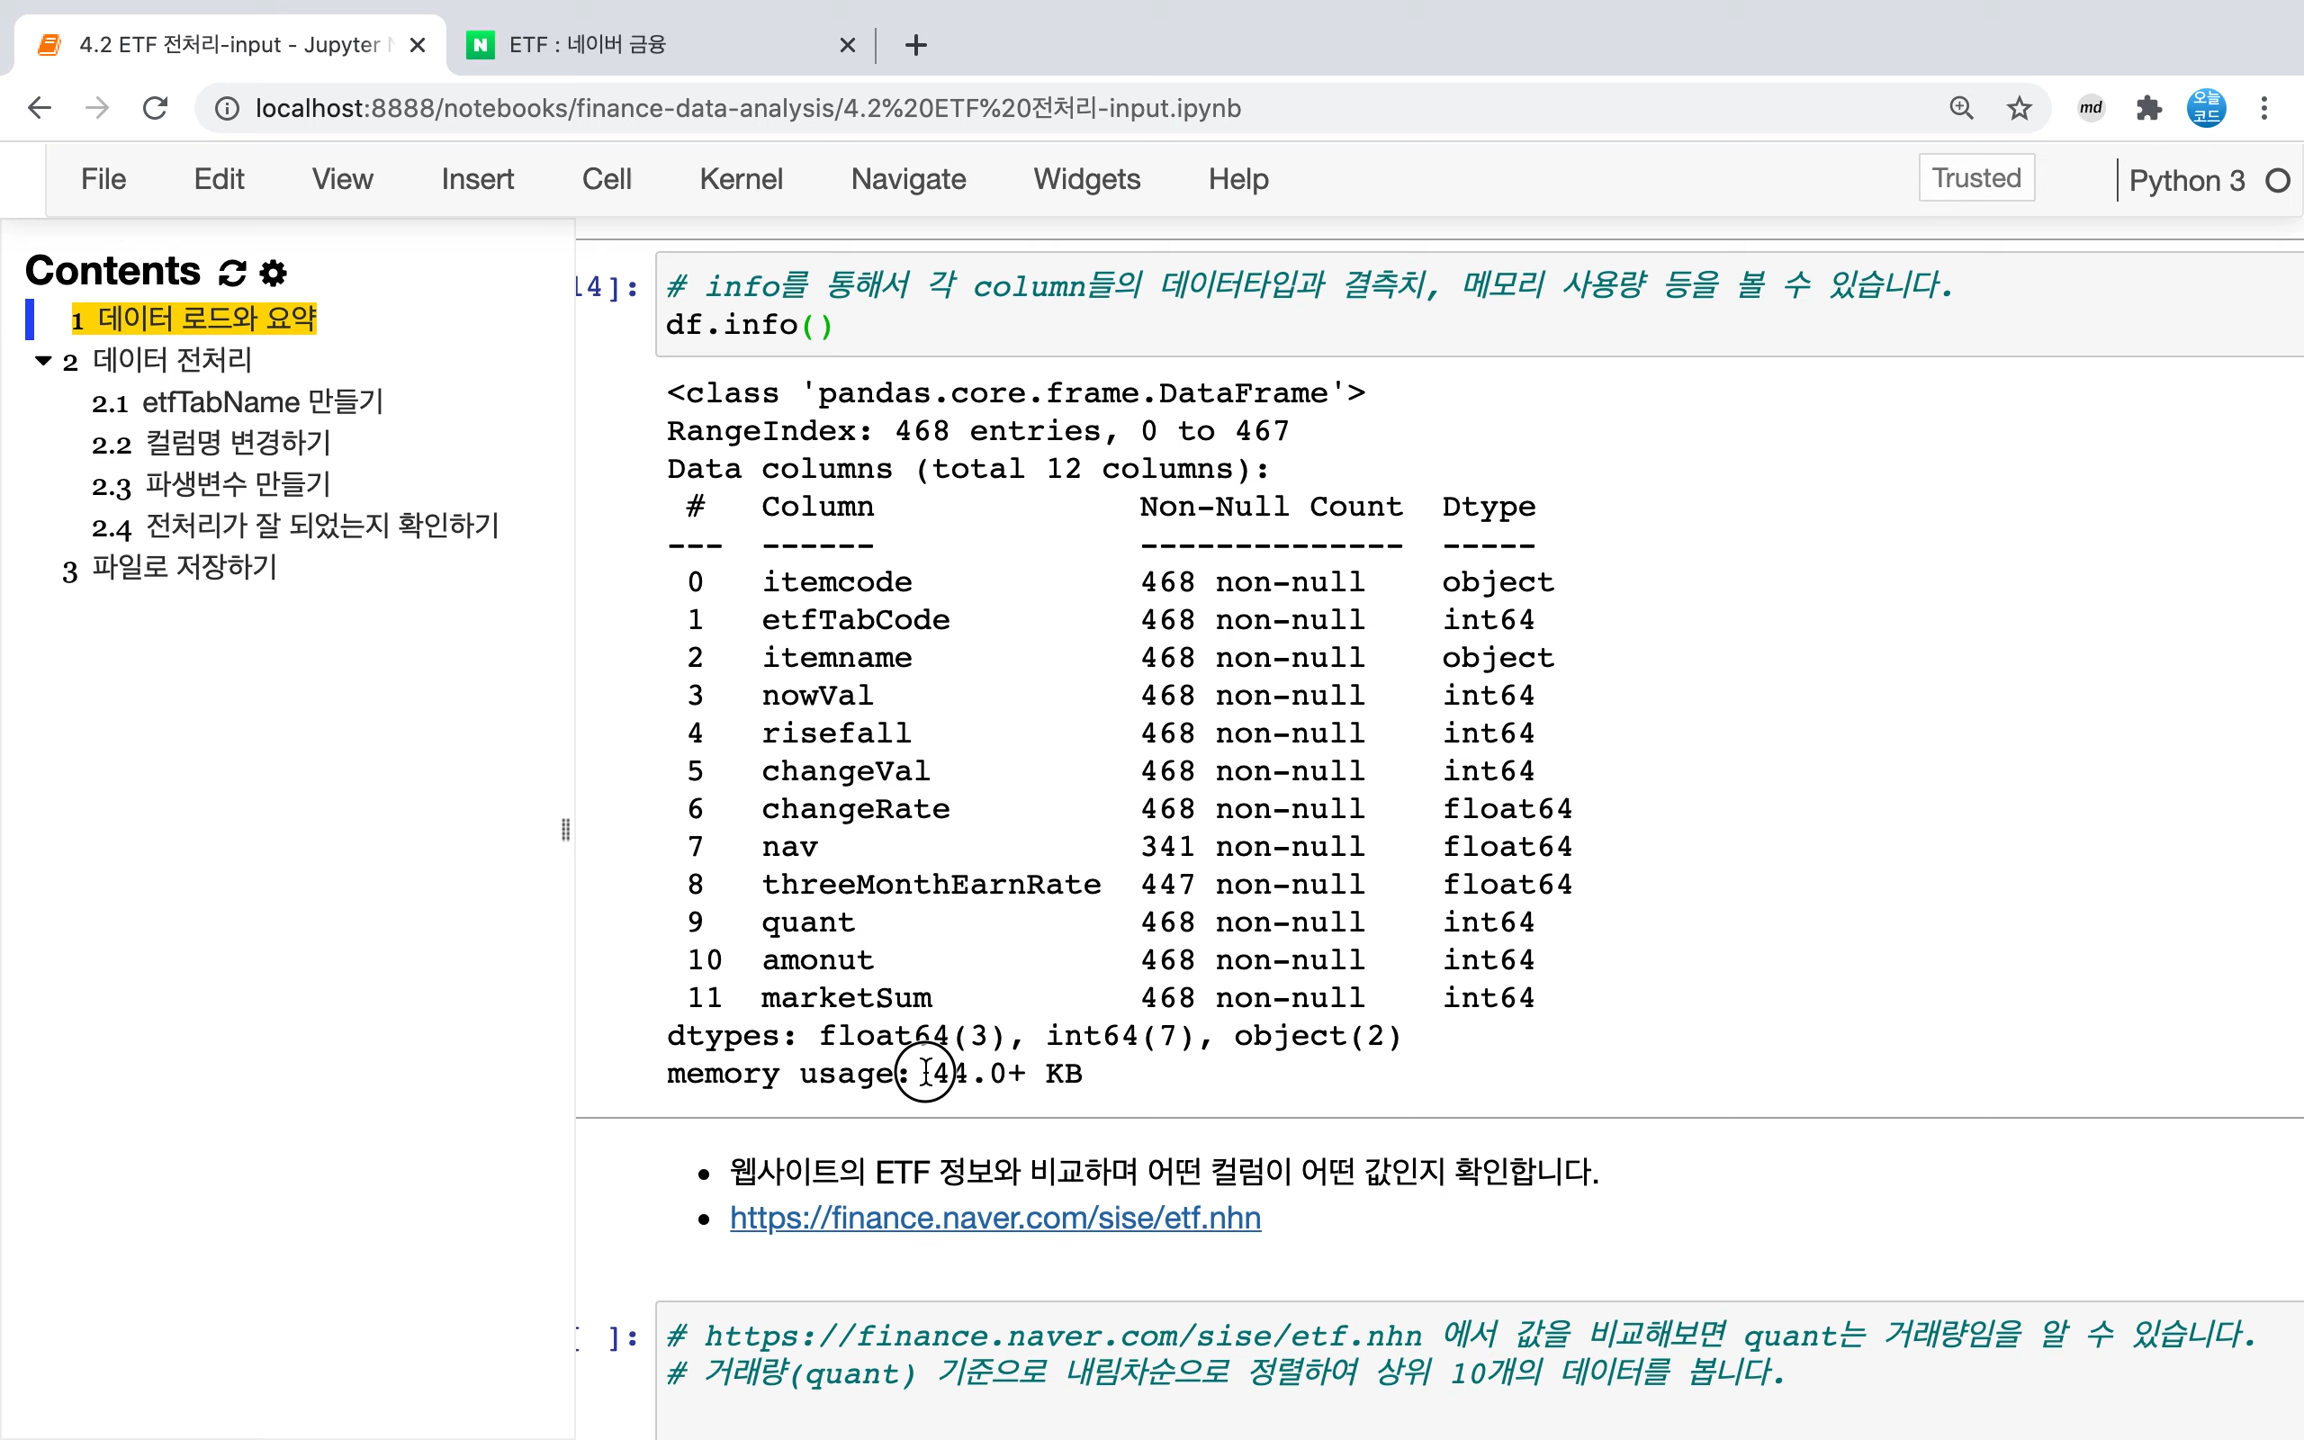 4.2 ETF 전처리-input - Jupyter N
ETF : 네이버 금융
localhost:8888/notebooks/finance-data-analysis/4.2%20ETF%20전처리-input.ipynb
md
오늘
코드
File Edit View Insert Cell Kernel Navigate Widgets Help
Trusted
Python 3
Contents
1 데이터 로드와 요약
2 데이터 전처리
2.1 etfTabName 만들기
2.2 컬럼명 변경하기
2.3 파생변수 만들기
2.4 전처리가 잘 되었는지 확인하기
3 파일로 저장하기
14]:
# info를 통해서 각 column들의 데이터타입과 결측치, 메모리 사용량 등을 볼 수 있습니다.
df.info()
<class 'pandas.core.frame.DataFrame'>
RangeIndex: 468 entries, 0 to 467
Data columns (total 12 columns):
# Column Non-Null Count Dtype
--- ------ -------------- -----
0 itemcode 468 non-null object
1 etfTabCode 468 non-null int64
2 itemname 468 non-null object
3 nowVal 468 non-null int64
4 risefall 468 non-null int64
5 changeVal 468 non-null int64
6 changeRate 468 non-null float64
7 nav 341 non-null float64
8 threeMonthEarnRate 447 non-null float64
9 quant 468 non-null int64
10 amonut 468 non-null int64
11 marketSum 468 non-null int64
dtypes: float64(3), int64(7), object(2)
memory usage: 44.0+ KB
• 웹사이트의 ETF 정보와 비교하며 어떤 컬럼이 어떤 값인지 확인합니다.
• https://finance.naver.com/sise/etf.nhn
[ ]:
# https://finance.naver.com/sise/etf.nhn 에서 값을 비교해보면 quant는 거래량임을 알 수 있습니다.
# 거래량(quant) 기준으로 내림차순으로 정렬하여 상위 10개의 데이터를 봅니다.